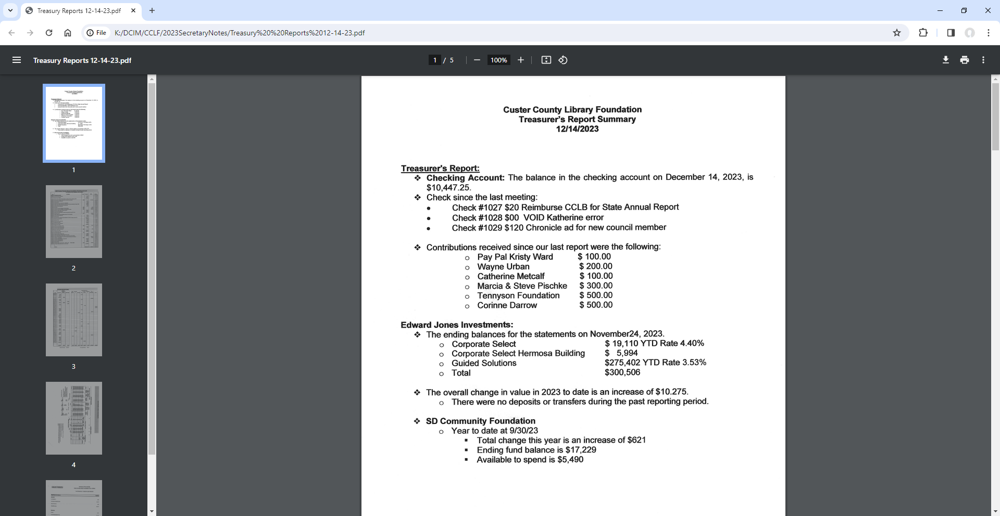 Treasury Reports 12-14-23.pdf
File K:/DCIM/CCLF/2023SecretaryNotes/Treasury%20%20Reports%2012-14-23.pdf
Treasury Reports 12-14-23.pdf
1 / 5
100%
1
2
3
4
Custer County Library Foundation
Treasurer's Report Summary
12/14/2023
Treasurer's Report:
❖ Checking Account: The balance in the checking account on December 14, 2023, is
$10,447.25.
❖ Check since the last meeting:
• Check #1027 $20 Reimburse CCLB for State Annual Report
• Check #1028 $00 VOID Katherine error
• Check #1029 $120 Chronicle ad for new council member
❖ Contributions received since our last report were the following:
o Pay Pal Kristy Ward $ 100.00
o Wayne Urban $ 200.00
o Catherine Metcalf $ 100.00
o Marcia & Steve Pischke $ 300.00
o Tennyson Foundation $ 500.00
o Corinne Darrow $ 500.00
Edward Jones Investments:
❖ The ending balances for the statements on November24, 2023.
o Corporate Select $ 19,110 YTD Rate 4.40%
o Corporate Select Hermosa Building $ 5,994
o Guided Solutions $275,402 YTD Rate 3.53%
o Total $300,506
❖ The overall change in value in 2023 to date is an increase of $10.275.
o There were no deposits or transfers during the past reporting period.
❖ SD Community Foundation
o Year to date at 9/30/23
▪ Total change this year is an increase of $621
▪ Ending fund balance is $17,229
▪ Available to spend is $5,490